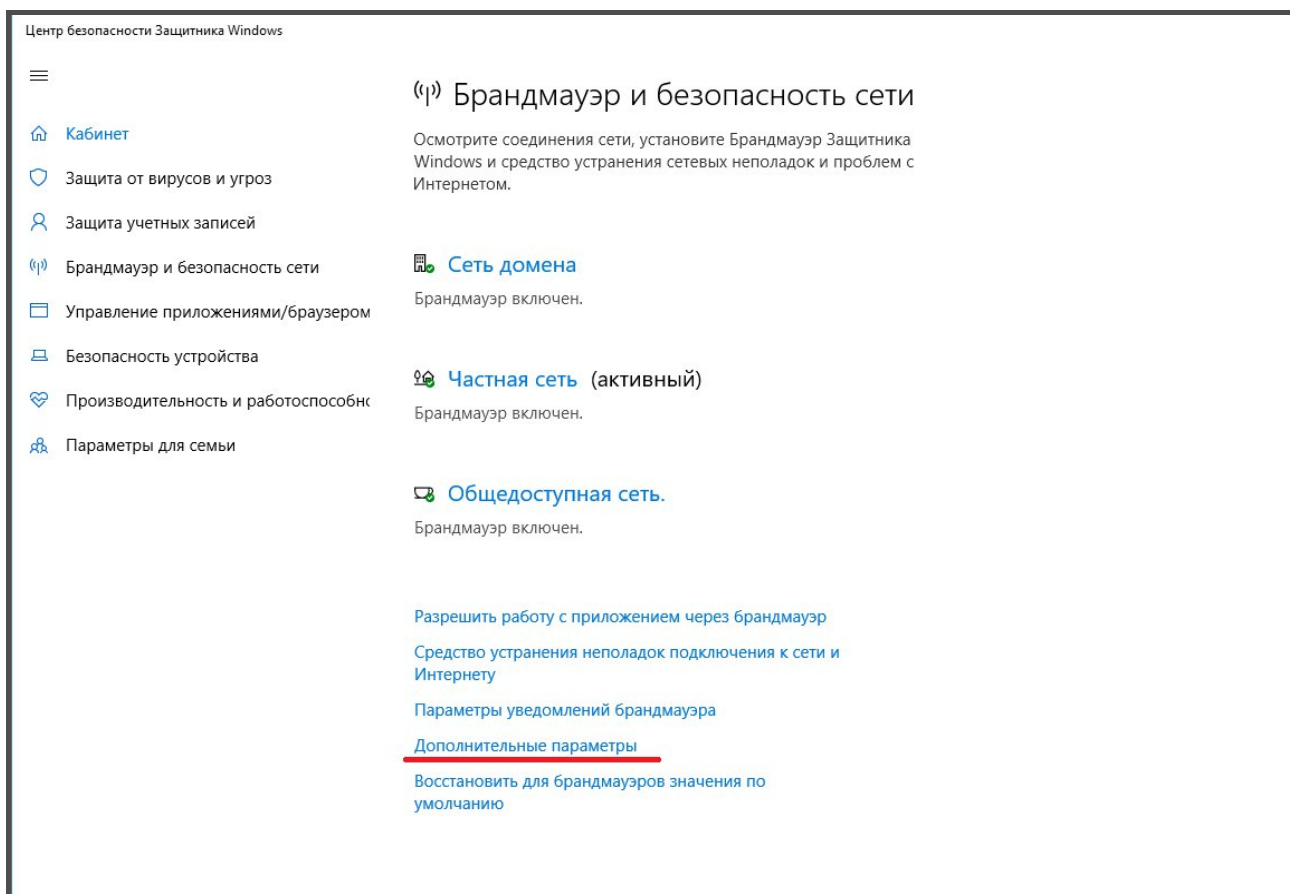 Центр безопасности Защитника Windows
Кабинет
Защита от вирусов и угроз
Защита учетных записей
Брандмауэр и безопасность сети
Управление приложениями/браузером
Безопасность устройства
Производительность и работоспособнс
Параметры для семьи
Брандмауэр и безопасность сети
Осмотрите соединения сети, установите Брандмауэр Защитника
Windows и средство устранения сетевых неполадок и проблем с
Интернетом.
Сеть домена
Брандмауэр включен.
Частная сеть (активный)
Брандмауэр включен.
Общедоступная сеть.
Брандмауэр включен.
Разрешить работу с приложением через брандмауэр
Средство устранения неполадок подключения к сети и
Интернету
Параметры уведомлений брандмауэра
Дополнительные параметры
Восстановить для брандмауэров значения по
умолчанию